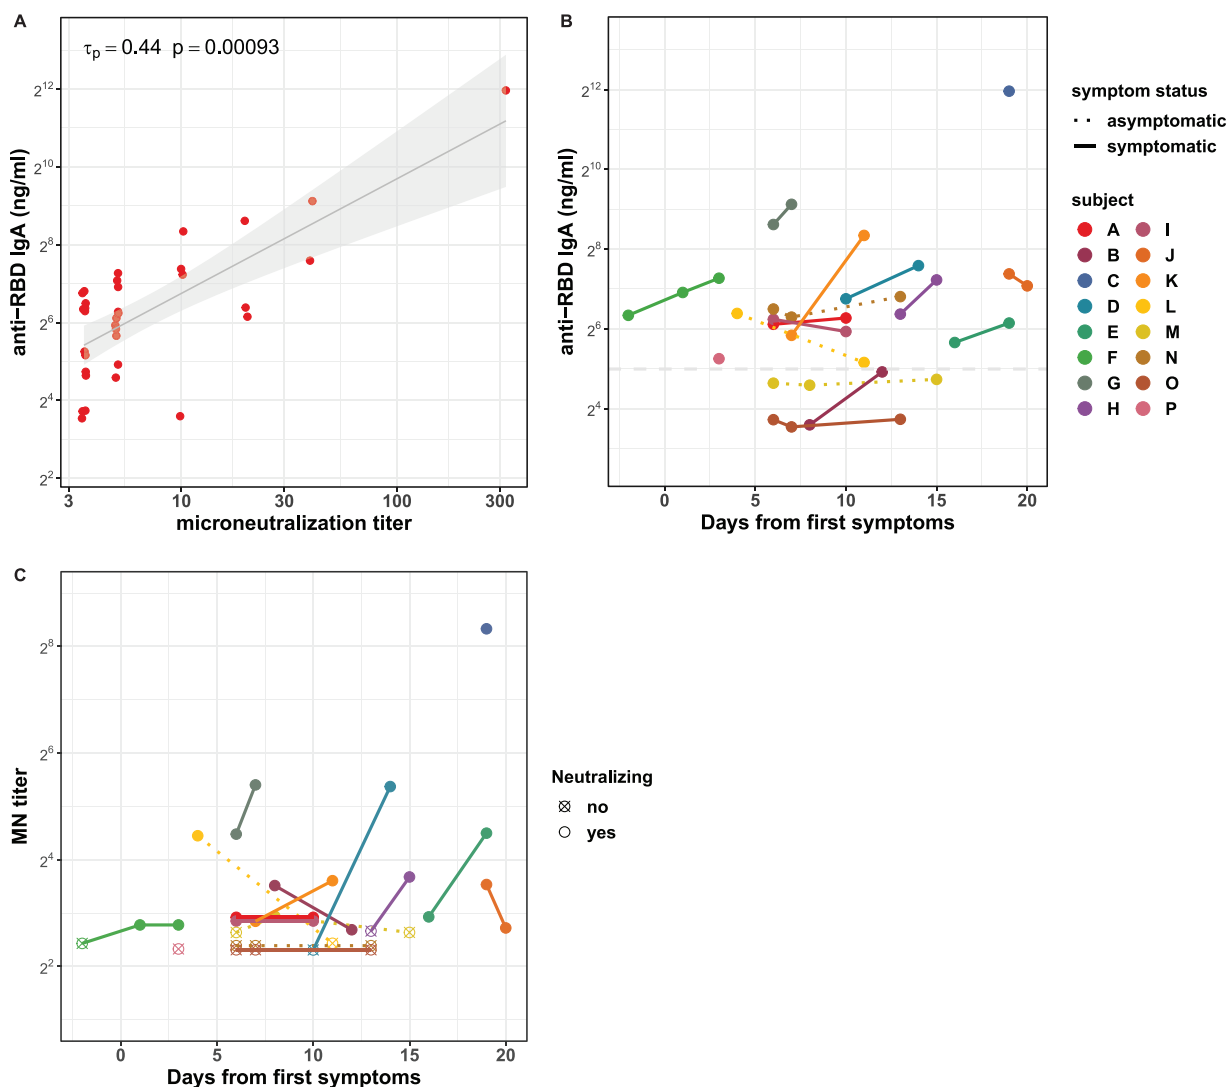 A
τp = 0.44 p = 0.00093
anti−RBD IgA (ng/ml)
2^12
2^10
2^8
2^6
2^4
2^2
3 10 30 100 300
microneutralization titer
B
anti−RBD IgA (ng/ml)
2^12
2^10
2^8
2^6
2^4
0 5 10 15 20
Days from first symptoms
symptom status
asymptomatic
symptomatic
subject
A I
B J
C K
D L
E M
F N
G O
H P
C
MN titer
2^8
2^6
2^4
2^2
0 5 10 15 20
Days from first symptoms
Neutralizing
no
yes